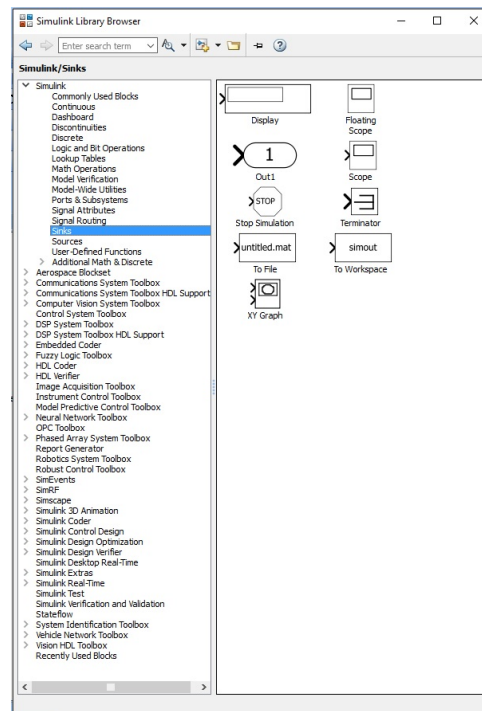 Simulink Library Browser
Enter search term
Simulink/Sinks
Simulink
Commonly Used Blocks
Continuous
Dashboard
Discontinuities
Discrete
Logic and Bit Operations
Lookup Tables
Math Operations
Model Verification
Model-Wide Utilities
Ports & Subsystems
Signal Attributes
Signal Routing
Sinks
Sources
User-Defined Functions
Additional Math & Discrete
Aerospace Blockset
Communications System Toolbox
Communications System Toolbox HDL Support
Computer Vision System Toolbox
Control System Toolbox
DSP System Toolbox
DSP System Toolbox HDL Support
Embedded Coder
Fuzzy Logic Toolbox
HDL Coder
HDL Verifier
Image Acquisition Toolbox
Instrument Control Toolbox
Model Predictive Control Toolbox
Neural Network Toolbox
OPC Toolbox
Phased Array System Toolbox
Report Generator
Robotics System Toolbox
Robust Control Toolbox
SimEvents
SimRF
Simscape
Simulink 3D Animation
Simulink Coder
Simulink Control Design
Simulink Design Optimization
Simulink Design Verifier
Simulink Desktop Real-Time
Simulink Extras
Simulink Real-Time
Simulink Test
Simulink Verification and Validation
Stateflow
System Identification Toolbox
Vehicle Network Toolbox
Vision HDL Toolbox
Recently Used Blocks
Display
Floating
Scope
1
Out1
Scope
STOP
Stop Simulation
Terminator
untitled.mat
To File
simout
To Workspace
XY Graph